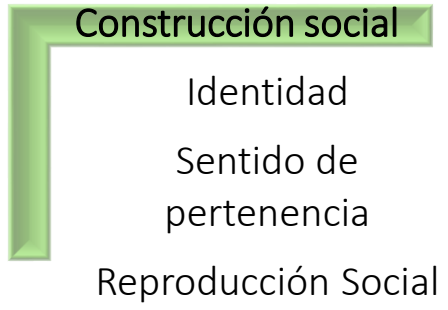 Construcción social
Identidad
Sentido de
pertenencia
Reproducción Social